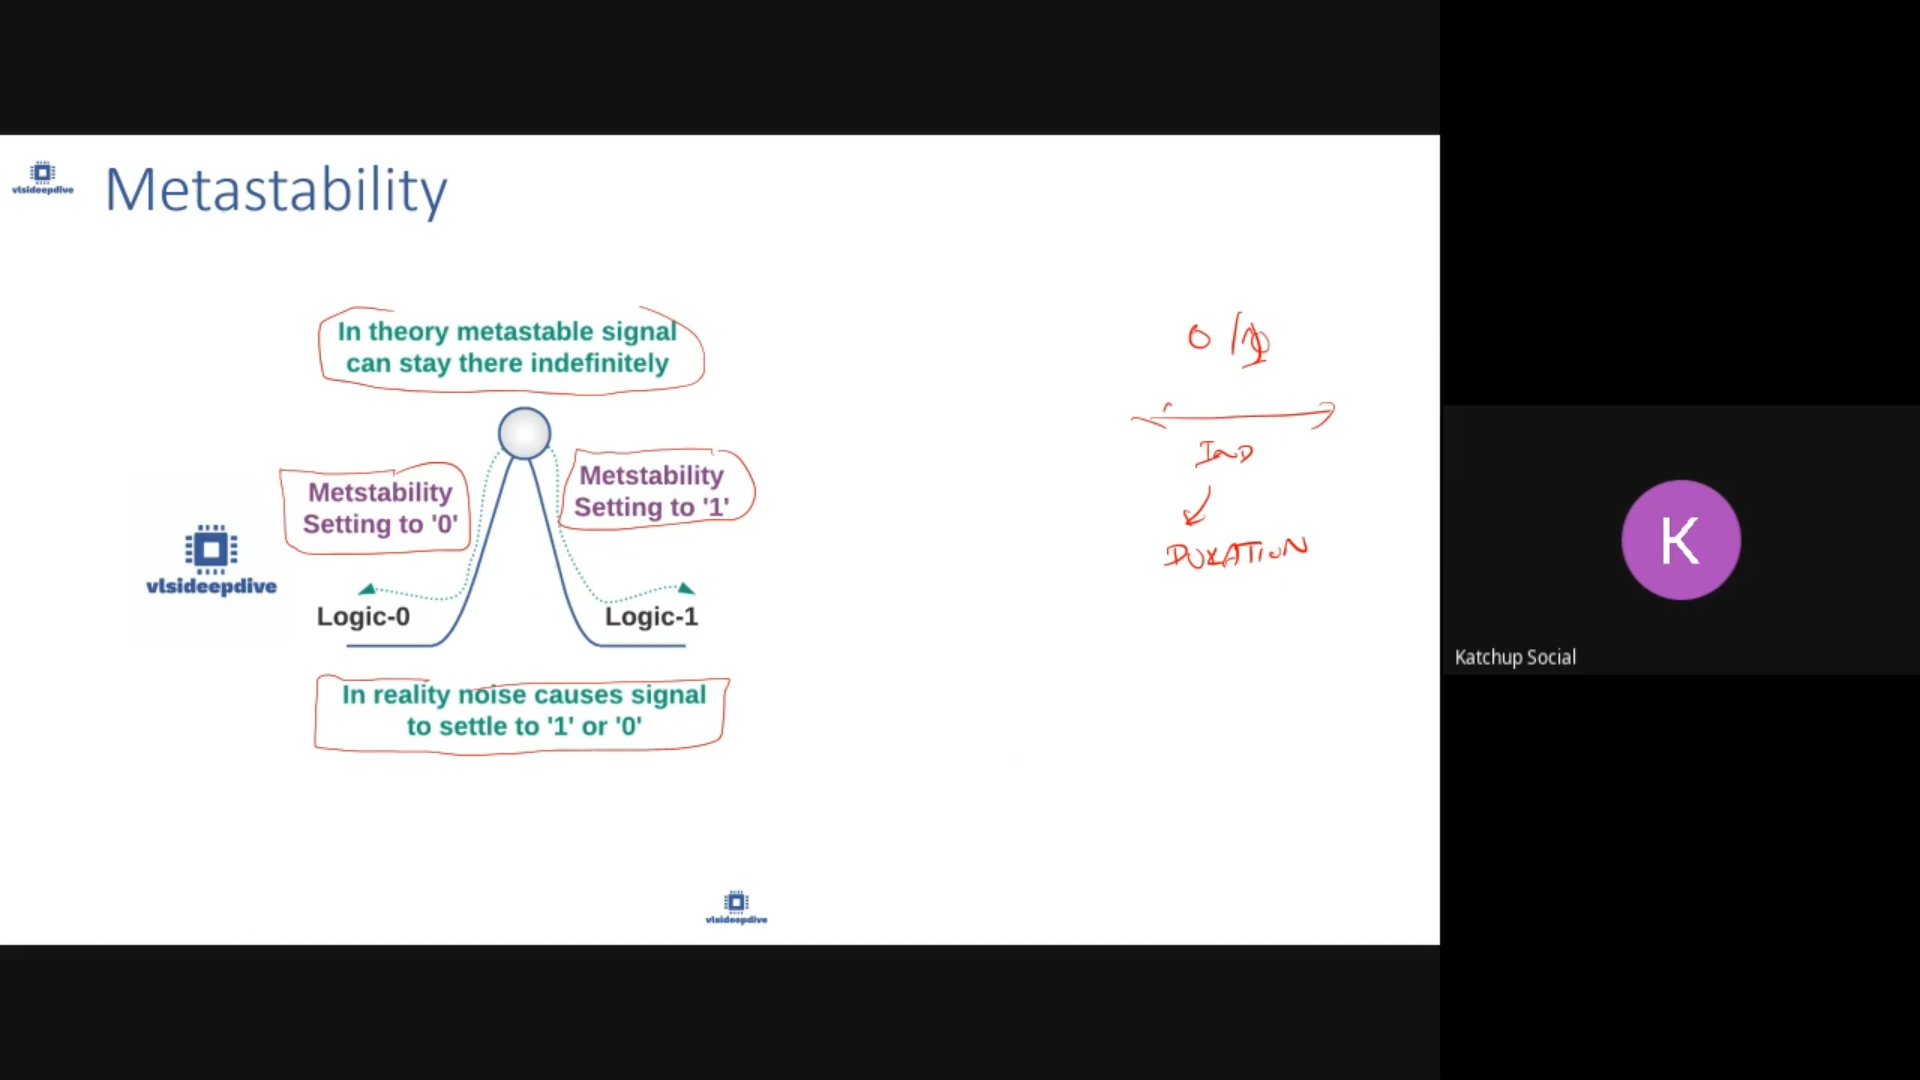 vlsideepdive
Metastability
In theory metastable signal
can stay there indefinitely
Metstability
Setting to '0'
Metstability
Setting to '1'
vlsideepdive
Logic-0
Logic-1
In reality noise causes signal
to settle to '1' or '0'
IND
DURATION
vlsideepdive
K
Katchup Social